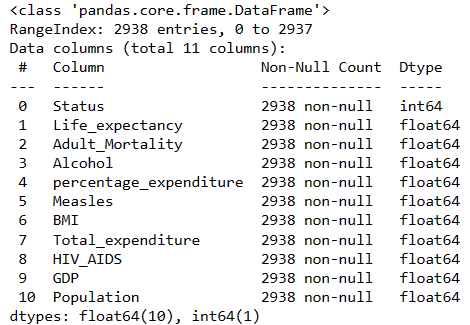 <class 'pandas.core.frame.DataFrame'>
RangeIndex: 2938 entries, 0 to 2937
Data columns (total 11 columns):
 #   Column                  Non-Null Count  Dtype
---  ------                  --------------  -----
 0   Status                  2938 non-null   int64
 1   Life_expectancy         2938 non-null   float64
 2   Adult_Mortality         2938 non-null   float64
 3   Alcohol                 2938 non-null   float64
 4   percentage_expenditure  2938 non-null   float64
 5   Measles                 2938 non-null   float64
 6   BMI                     2938 non-null   float64
 7   Total_expenditure       2938 non-null   float64
 8   HIV_AIDS                2938 non-null   float64
 9   GDP                     2938 non-null   float64
 10  Population              2938 non-null   float64
dtypes: float64(10), int64(1)